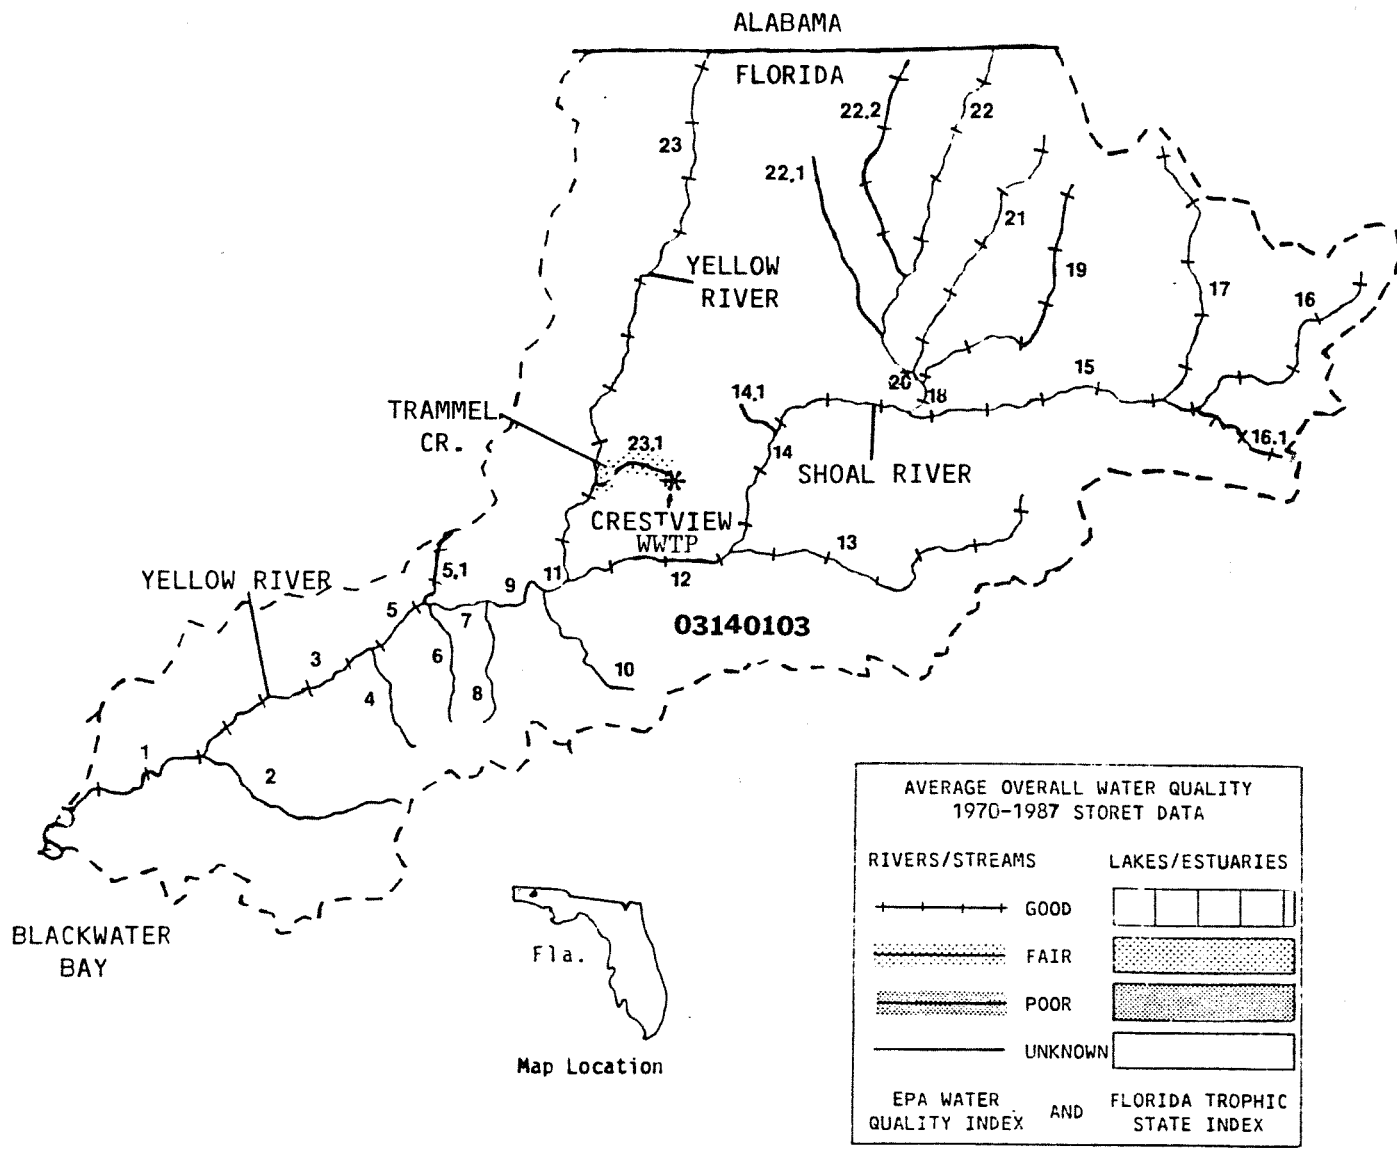 ALABAMA
FLORIDA
22.2
22
23
22.1
21
19
17
16
YELLOW
RIVER
15
20
18
14.1
TRAMMEL
CR.
23.1
14
16.1
SHOAL RIVER
CRESTVIEW
WWTP
13
YELLOW RIVER
5.1
11
12
9
5
7
03140103
3
6
10
4
8
1
2
BLACKWATER
BAY
Fla.
Map Location
AVERAGE OVERALL WATER QUALITY
1970-1987 STORET DATA
RIVERS/STREAMS LAKES/ESTUARIES
GOOD
FAIR
POOR
UNKNOWN
EPA WATER
QUALITY INDEX
AND
FLORIDA TROPHIC
STATE INDEX